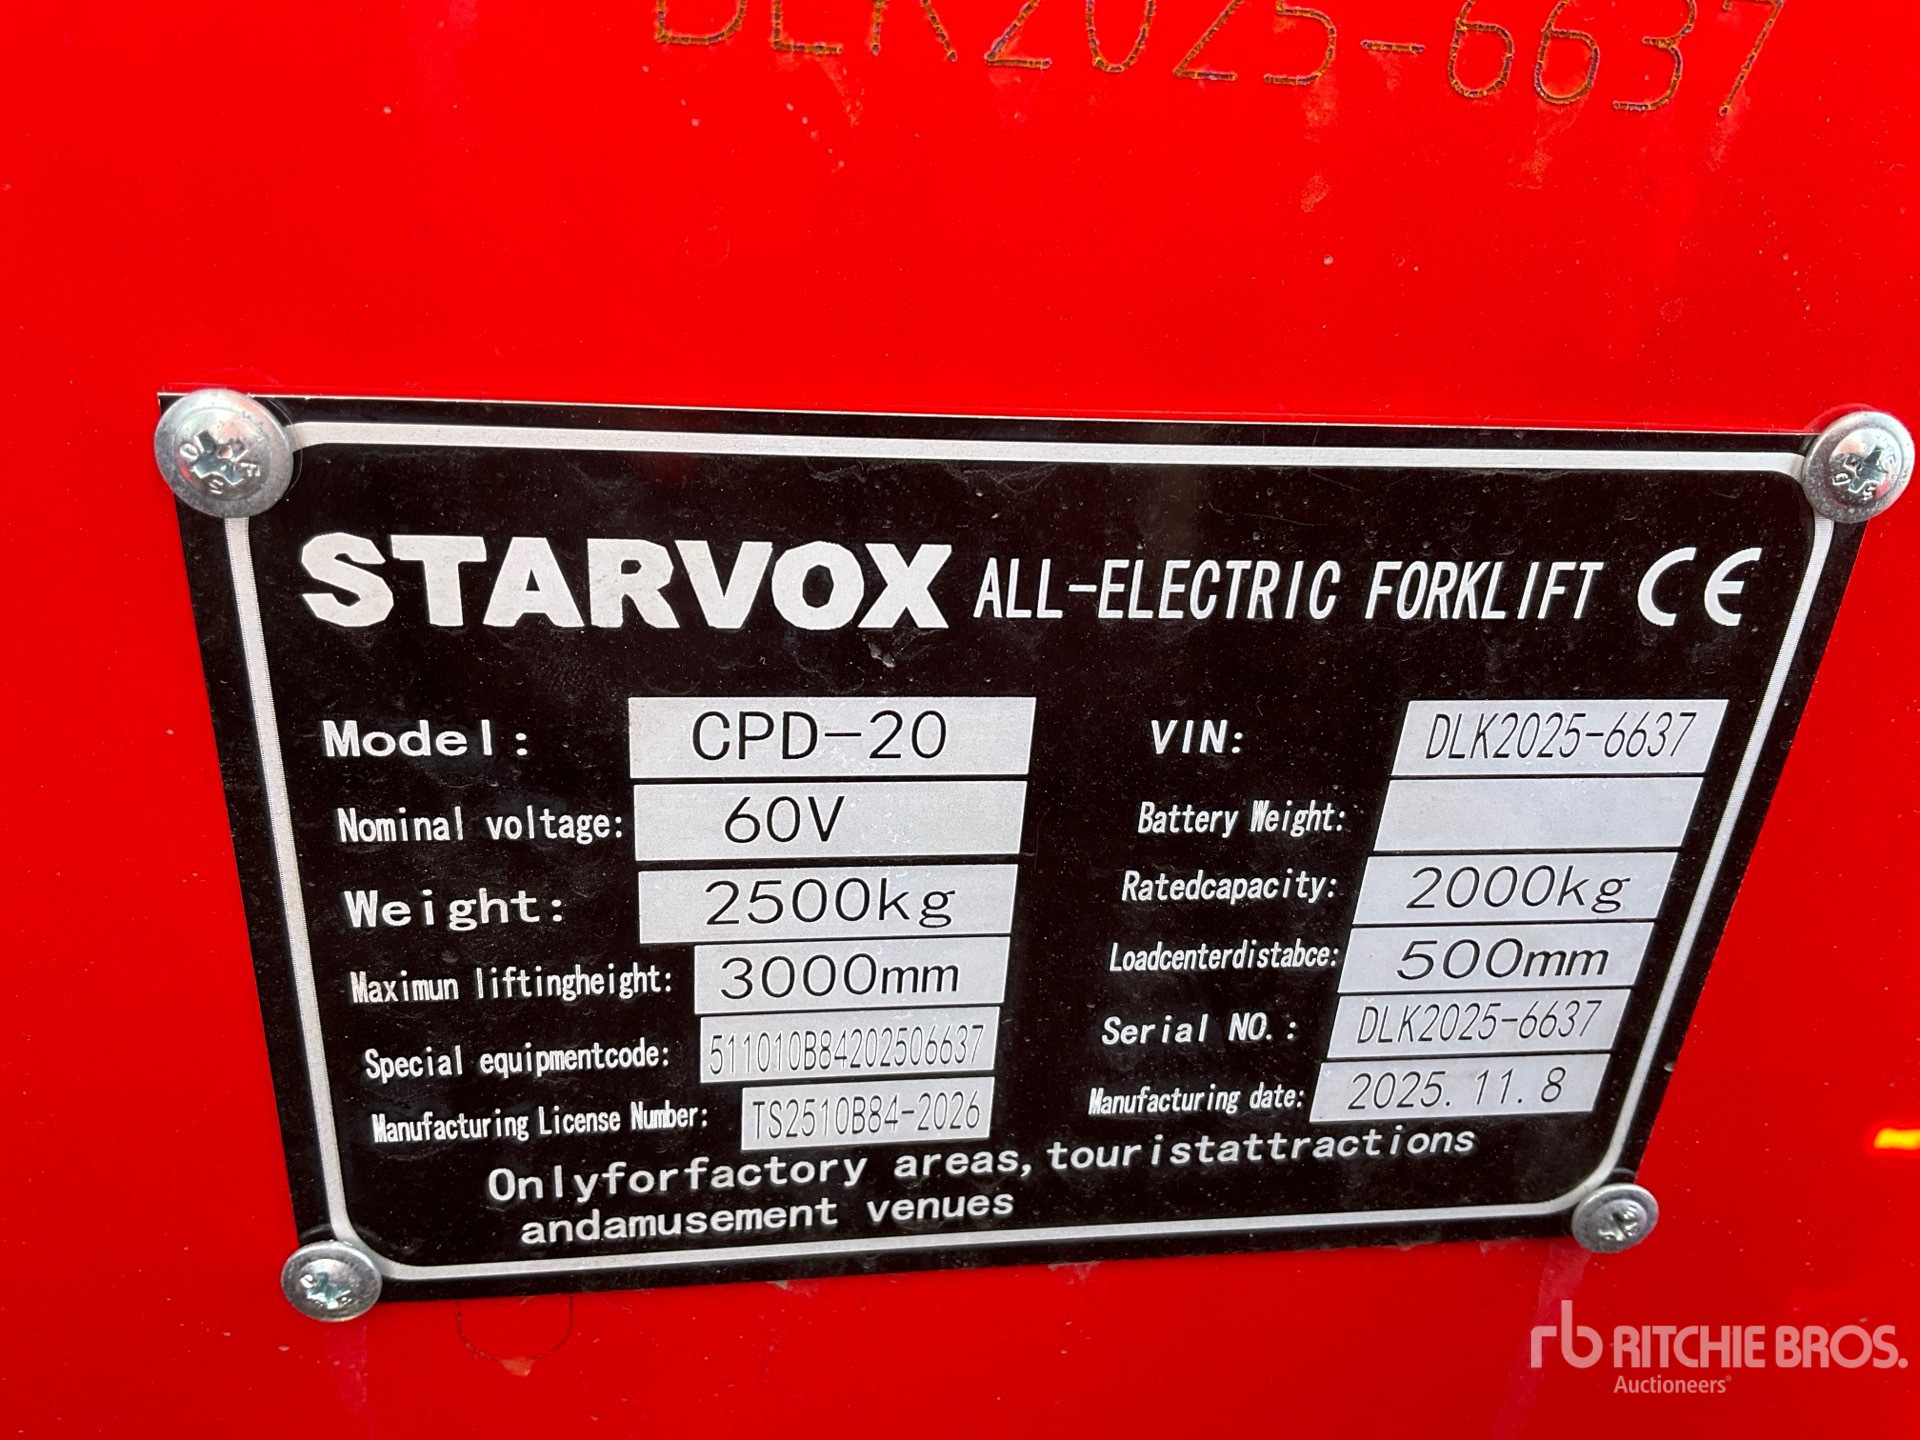 DLK2025-6637
STARVOX ALL-ELECTRIC FORKLIFT CE
Model: CPD-20 VIN: DLK2025-6637
Nominal voltage: 60V Battery Weight:
Weight: 2500kg Ratedcapacity: 2000kg
Maximun liftingheight: 3000mm Loadcenterdistabce: 500mm
Special equipmentcode: 511010B84202506637 Serial NO.: DLK2025-6637
Manufacturing License Number: TS2510B84-2026 Manufacturing date: 2025.11.8
Onlyforfactory areas, touristattractions
andamusement venues
rb RITCHIE BROS.
Auctioneers